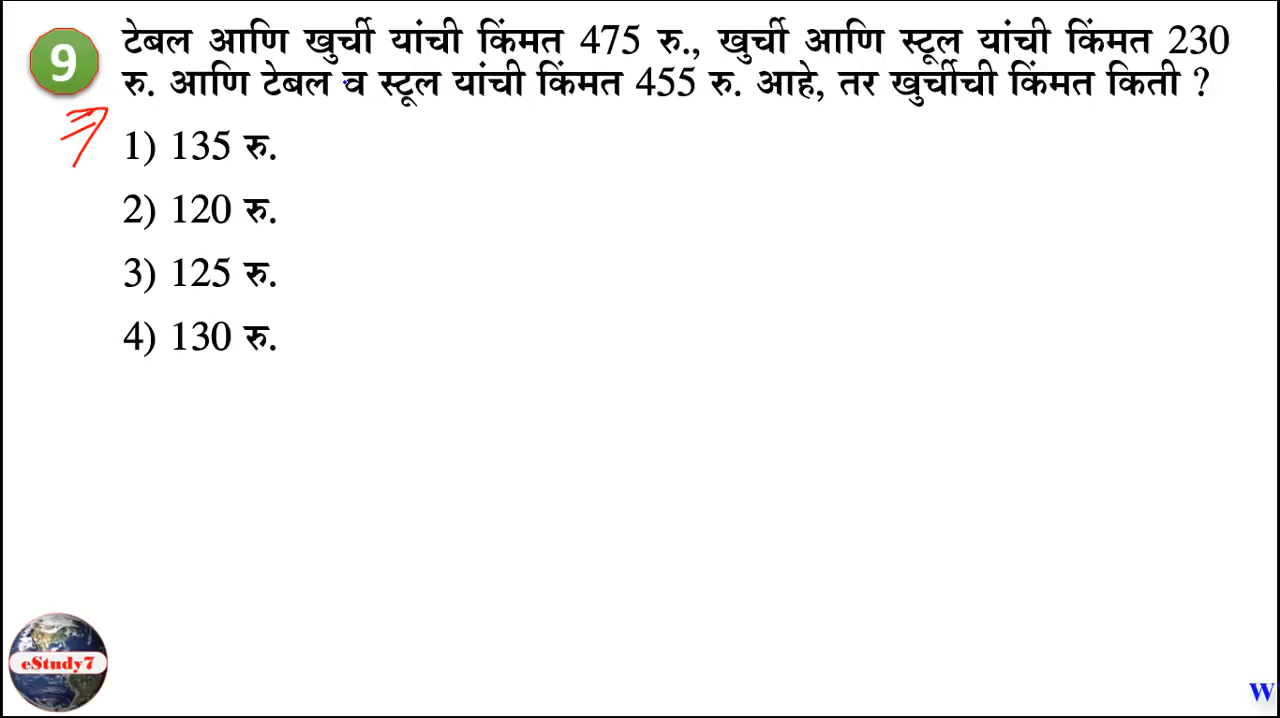 9
टेबल आणि खुर्ची यांची किंमत 475 रु., खुर्ची आणि स्टूल यांची किंमत 230
रु. आणि टेबल व स्टूल यांची किंमत 455 रु. आहे, तर खुर्चीची किंमत किती ?
1) 135 रु.
2) 120 रु.
3) 125 रु.
4) 130 रु.
eStudy7
W